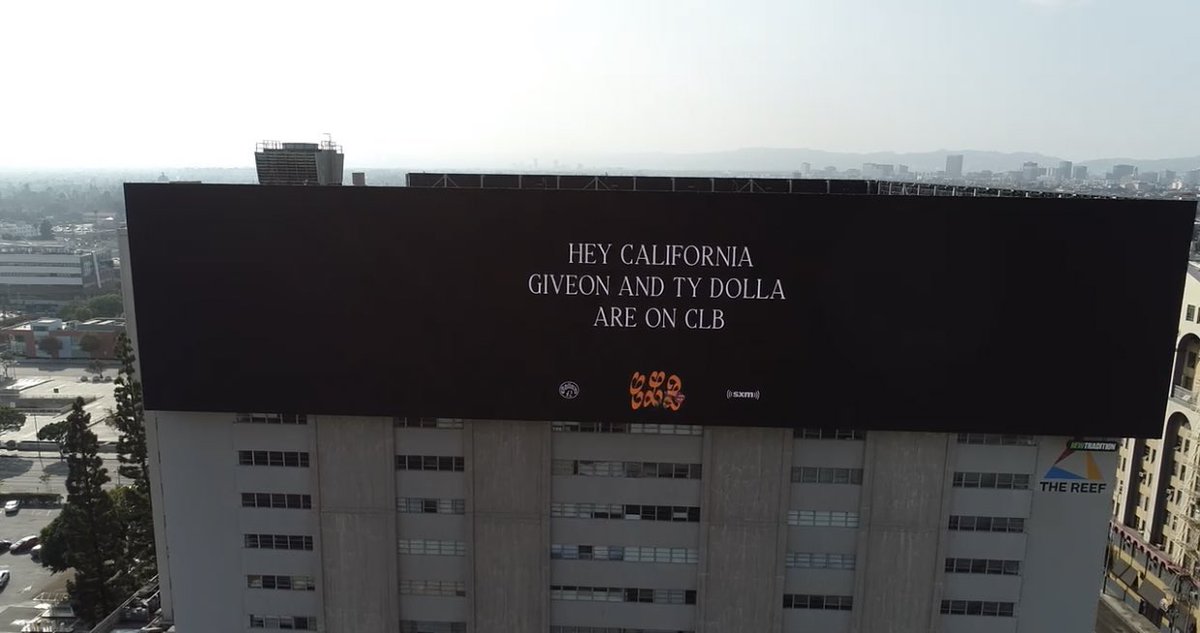 HEY CALIFORNIA
GIVEON AND TY DOLLA
ARE ON CLB
sxm
NEWTRADITION
THE REEF